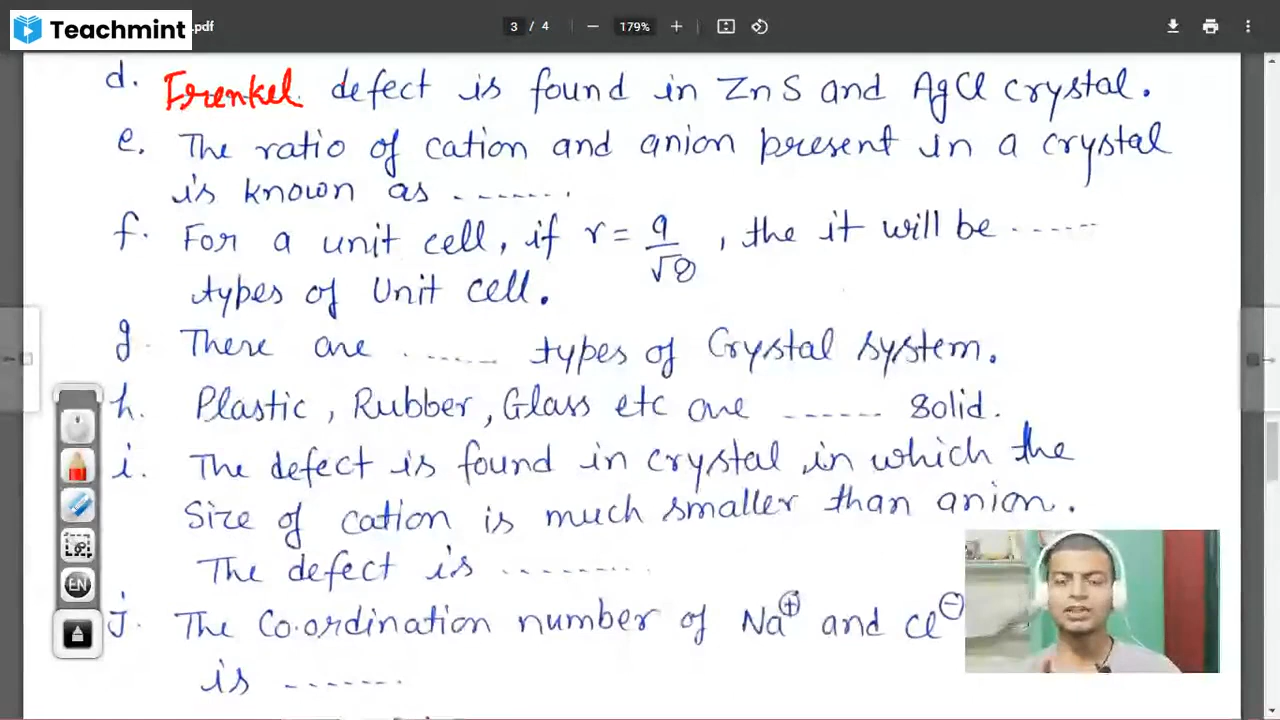 Teachmint
.pdf
3 / 4
179%
d. Frenkel defect is found in ZnS and AgCl crystal.
e. The ratio of cation and anion present in a crystal
is known as .......
f. For a unit cell, if r = a/√8 , the it will be ......
types of Unit cell.
g. There are ...... types of Crystal system.
h. Plastic, Rubber, Glass etc are ...... solid.
i. The defect is found in crystal in which the
Size of cation is much smaller than anion.
The defect is .........
EN
j. The Co.ordination number of Na⊕ and Cl⊖
is .......